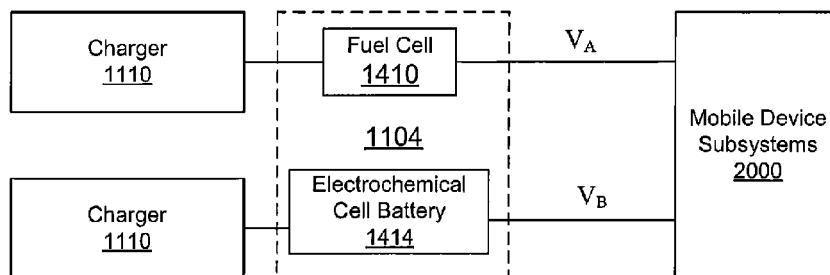 Charger
1110
Fuel Cell
1410
V_A
1104
Mobile Device
Subsystems
2000
Charger
1110
Electrochemical
Cell Battery
1414
V_B